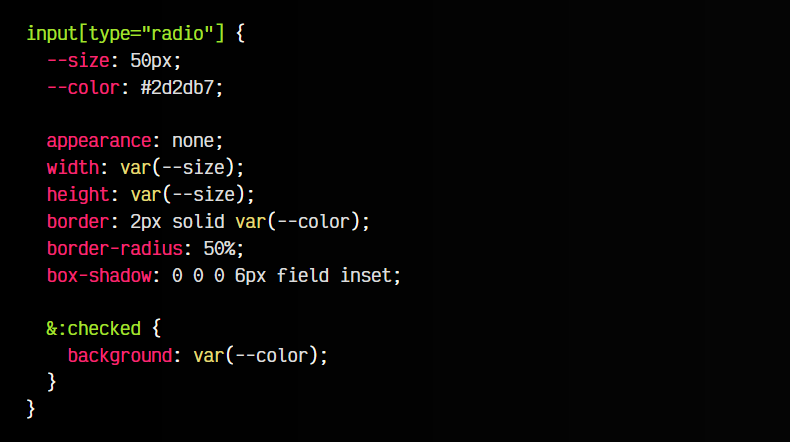 input[type="radio"] {
  --size: 50px;
  --color: #2d2db7;

  appearance: none;
  width: var(--size);
  height: var(--size);
  border: 2px solid var(--color);
  border-radius: 50%;
  box-shadow: 0 0 0 6px field inset;

  &:checked {
    background: var(--color);
  }
}